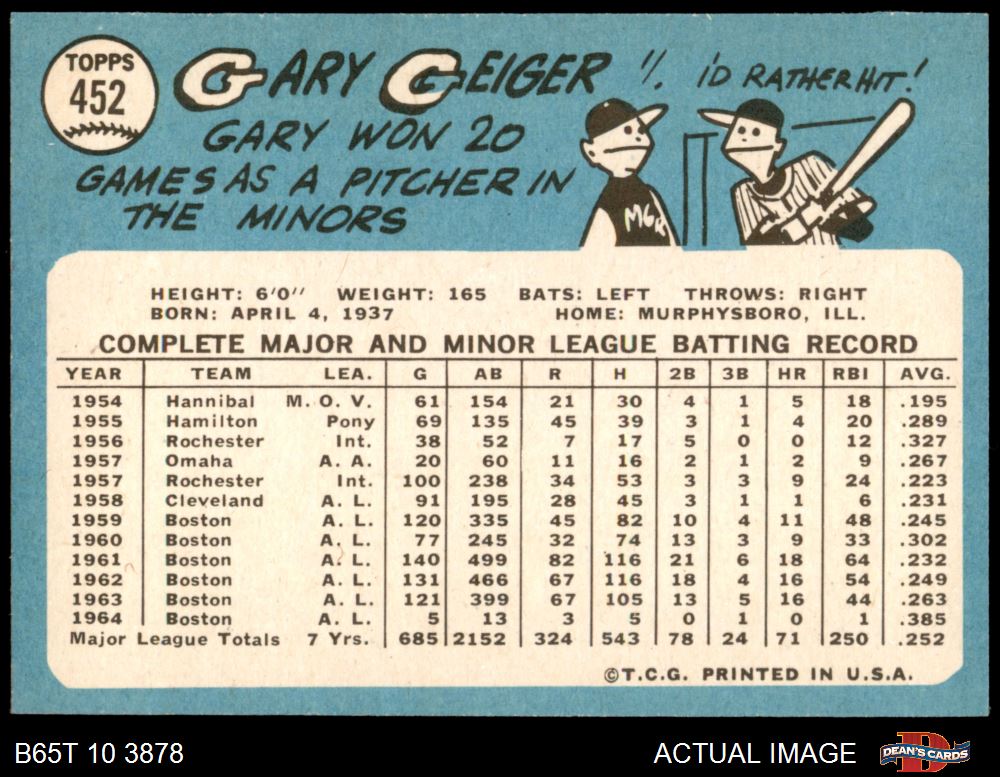 TOPPS
452
GARY GEIGER
GARY WON 20
GAMES AS A PITCHER IN
THE MINORS
I'D RATHER HIT!
MGR
HEIGHT: 6'0" WEIGHT: 165 BATS: LEFT THROWS: RIGHT
BORN: APRIL 4, 1937 HOME: MURPHYSBORO, ILL.
COMPLETE MAJOR AND MINOR LEAGUE BATTING RECORD
YEAR TEAM LEA. G AB R H 2B 3B HR RBI AVG.
1954 Hannibal M. O. V. 61 154 21 30 4 1 5 18 .195
1955 Hamilton Pony 69 135 45 39 3 1 4 20 .289
1956 Rochester Int. 38 52 7 17 5 0 0 12 .327
1957 Omaha A. A. 20 60 11 16 2 1 2 9 .267
1957 Rochester Int. 100 238 34 53 3 3 9 24 .223
1958 Cleveland A. L. 91 195 28 45 3 1 1 6 .231
1959 Boston A. L. 120 335 45 82 10 4 11 48 .245
1960 Boston A. L. 77 245 32 74 13 3 9 33 .302
1961 Boston A. L. 140 499 82 116 21 6 18 64 .232
1962 Boston A. L. 131 466 67 116 18 4 16 54 .249
1963 Boston A. L. 121 399 67 105 13 5 16 44 .263
1964 Boston A. L. 5 13 3 5 0 1 0 1 .385
Major League Totals 7 Yrs. 685 2152 324 543 78 24 71 250 .252
©T.C.G. PRINTED IN U.S.A.
B65T 10 3878 ACTUAL IMAGE DEAN'S CARDS